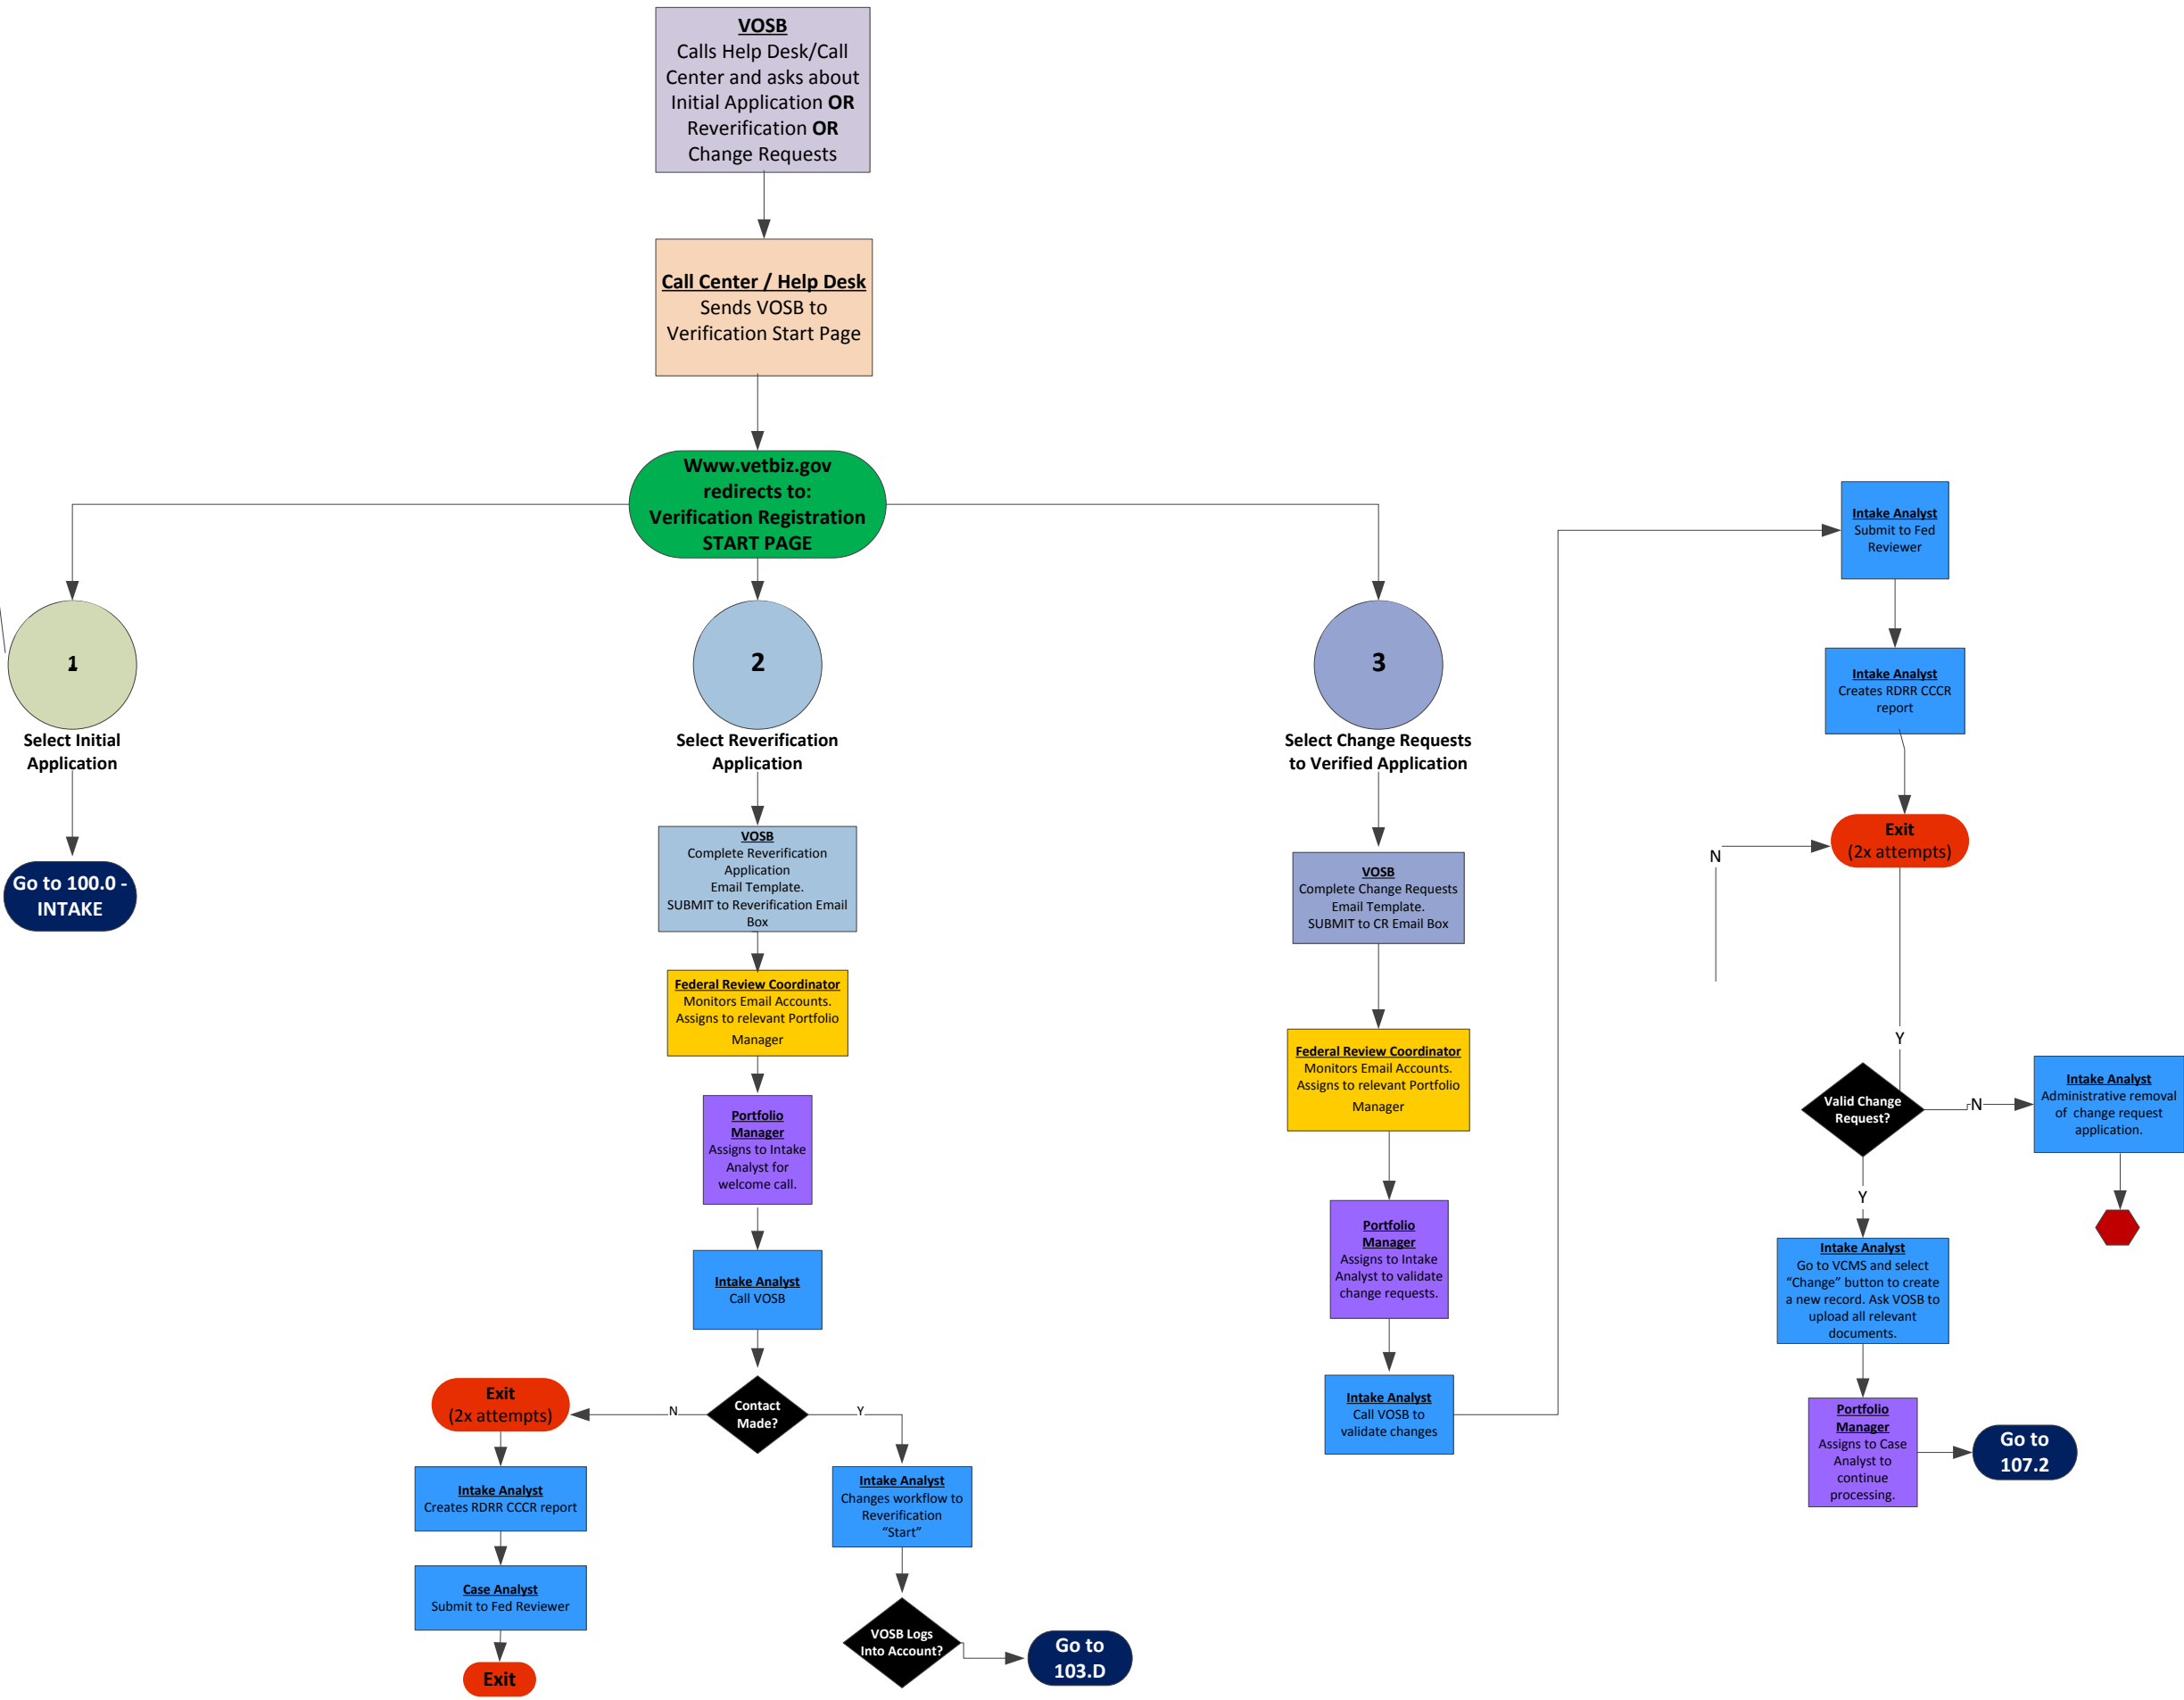 VOSB
Calls Help Desk/Call
Center and asks about
Initial Application OR
Reverification OR
Change Requests
Call Center / Help Desk
Sends VOSB to
Verification Start Page
Www.vetbiz.gov
redirects to:
Verification Registration
START PAGE
1
Select Initial
Application
Go to 100.0 -
INTAKE
2
Select Reverification
Application
VOSB
Complete Reverification
Application
Email Template.
SUBMIT to Reverification Email
Box
Federal Review Coordinator
Monitors Email Accounts.
Assigns to relevant Portfolio
Manager
Portfolio
Manager
Assigns to Intake
Analyst for
welcome call.
Intake Analyst
Call VOSB
Contact
Made?
N
Exit
(2x attempts)
Intake Analyst
Creates RDRR CCCR report
Case Analyst
Submit to Fed Reviewer
Exit
Y
Intake Analyst
Changes workflow to
Reverification
“Start”
VOSB Logs
Into Account?
Go to
103.D
3
Select Change Requests
to Verified Application
VOSB
Complete Change Requests
Email Template.
SUBMIT to CR Email Box
Federal Review Coordinator
Monitors Email Accounts.
Assigns to relevant Portfolio
Manager
Portfolio
Manager
Assigns to Intake
Analyst to validate
change requests.
Intake Analyst
Call VOSB to
validate changes
Intake Analyst
Submit to Fed
Reviewer
Intake Analyst
Creates RDRR CCCR
report
Exit
(2x attempts)
N
Y
Valid Change
Request?
N
Intake Analyst
Administrative removal
of change request
application.
Y
Intake Analyst
Go to VCMS and select
“Change” button to create
a new record. Ask VOSB to
upload all relevant
documents.
Portfolio
Manager
Assigns to Case
Analyst to
continue
processing.
Go to
107.2